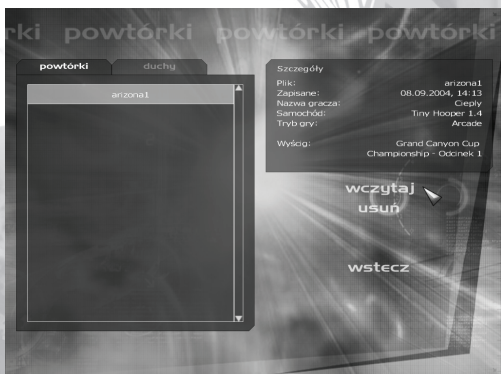 rki powtórki powtórki powtórki
powtórki duchy
arizona1
Szczegóły
Plik: arizona1
Zapisane: 08.09.2004, 14:13
Nazwa gracza: Ciepły
Samochód: Tiny Hooper 1.4
Tryb gry: Arcade
Wyścig: Grand Canyon Cup
Championship - Odcinek 1
wczytaj
usuń
wstecz